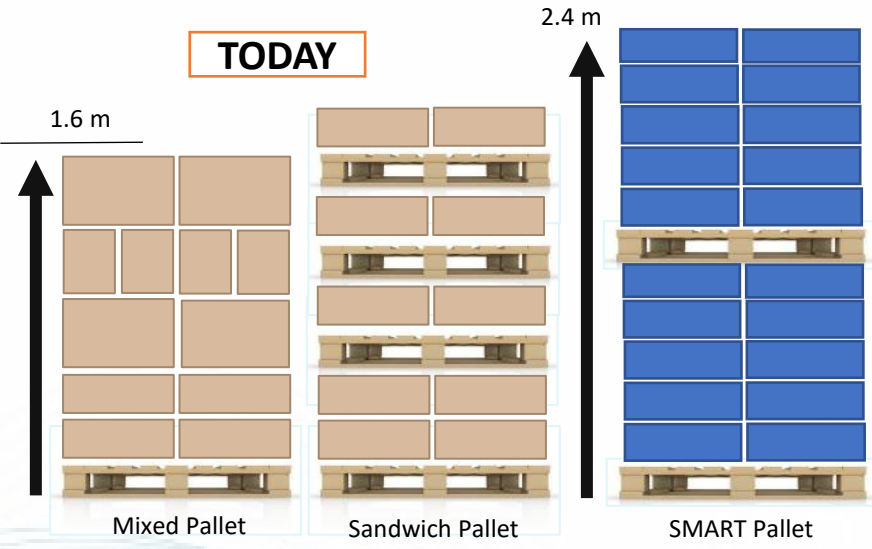 TODAY
2.4 m
1.6 m
Mixed Pallet
Sandwich Pallet
SMART Pallet